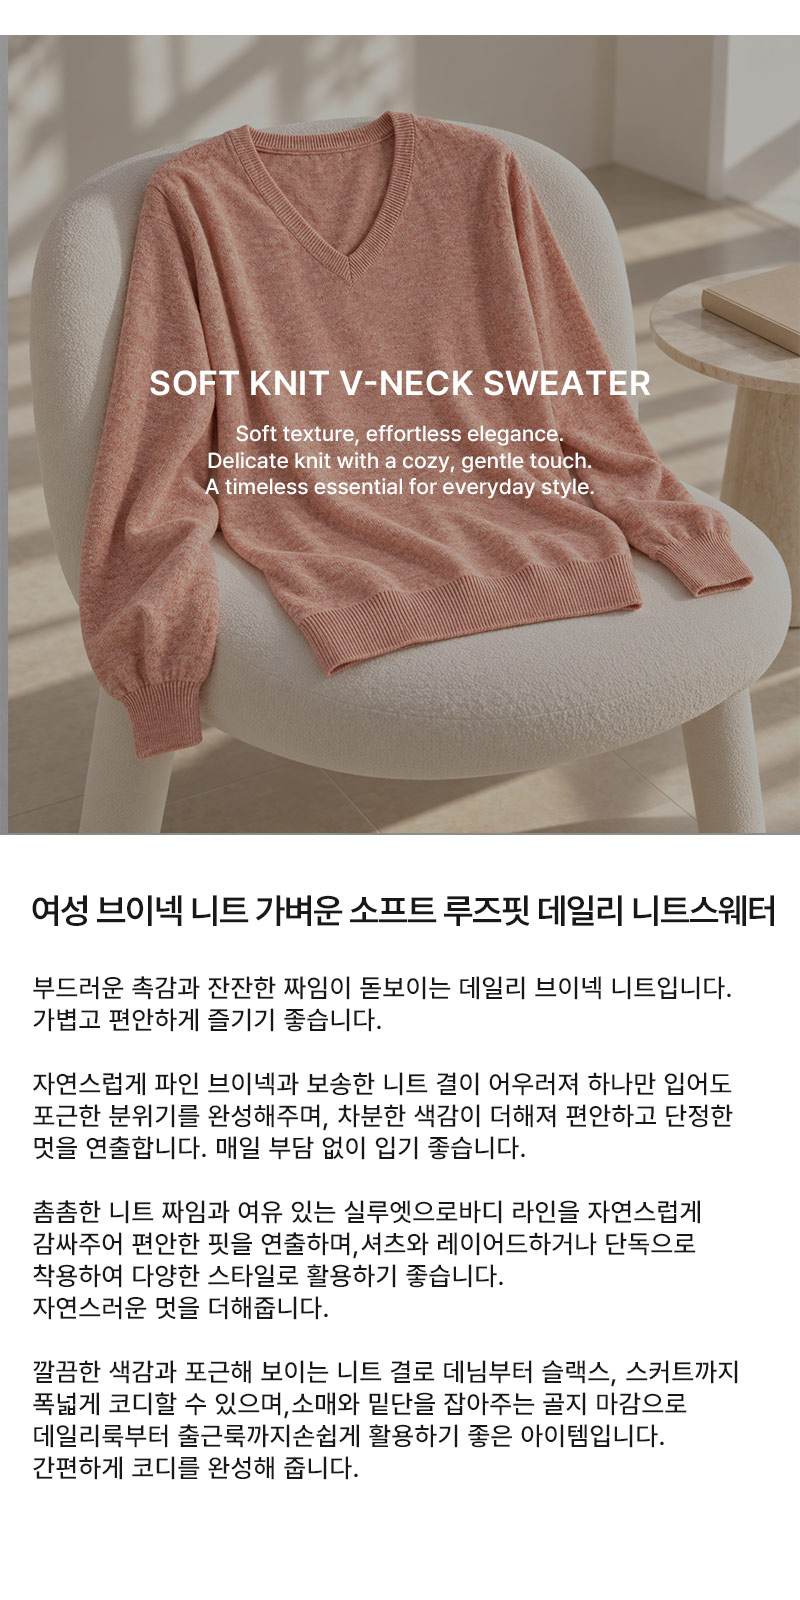 SOFT KNIT V-NECK SWEATER
Soft texture, effortless elegance.
Delicate knit with a cozy, gentle touch.
A timeless essential for everyday style.
여성 브이넥 니트 가벼운 소프트 루즈핏 데일리 니트스웨터
부드러운 촉감과 잔잔한 짜임이 돋보이는 데일리 브이넥 니트입니다.
가볍고 편안하게 즐기기 좋습니다.
자연스럽게 파인 브이넥과 보송한 니트 결이 어우러져 하나만 입어도
포근한 분위기를 완성해주며, 차분한 색감이 더해져 편안하고 단정한
멋을 연출합니다. 매일 부담 없이 입기 좋습니다.
촘촘한 니트 짜임과 여유 있는 실루엣으로바디 라인을 자연스럽게
감싸주어 편안한 핏을 연출하며,셔츠와 레이어드하거나 단독으로
착용하여 다양한 스타일로 활용하기 좋습니다.
자연스러운 멋을 더해줍니다.
깔끔한 색감과 포근해 보이는 니트 결로 데님부터 슬랙스, 스커트까지
폭넓게 코디할 수 있으며,소매와 밑단을 잡아주는 골지 마감으로
데일리룩부터 출근룩까지손쉽게 활용하기 좋은 아이템입니다.
간편하게 코디를 완성해 줍니다.